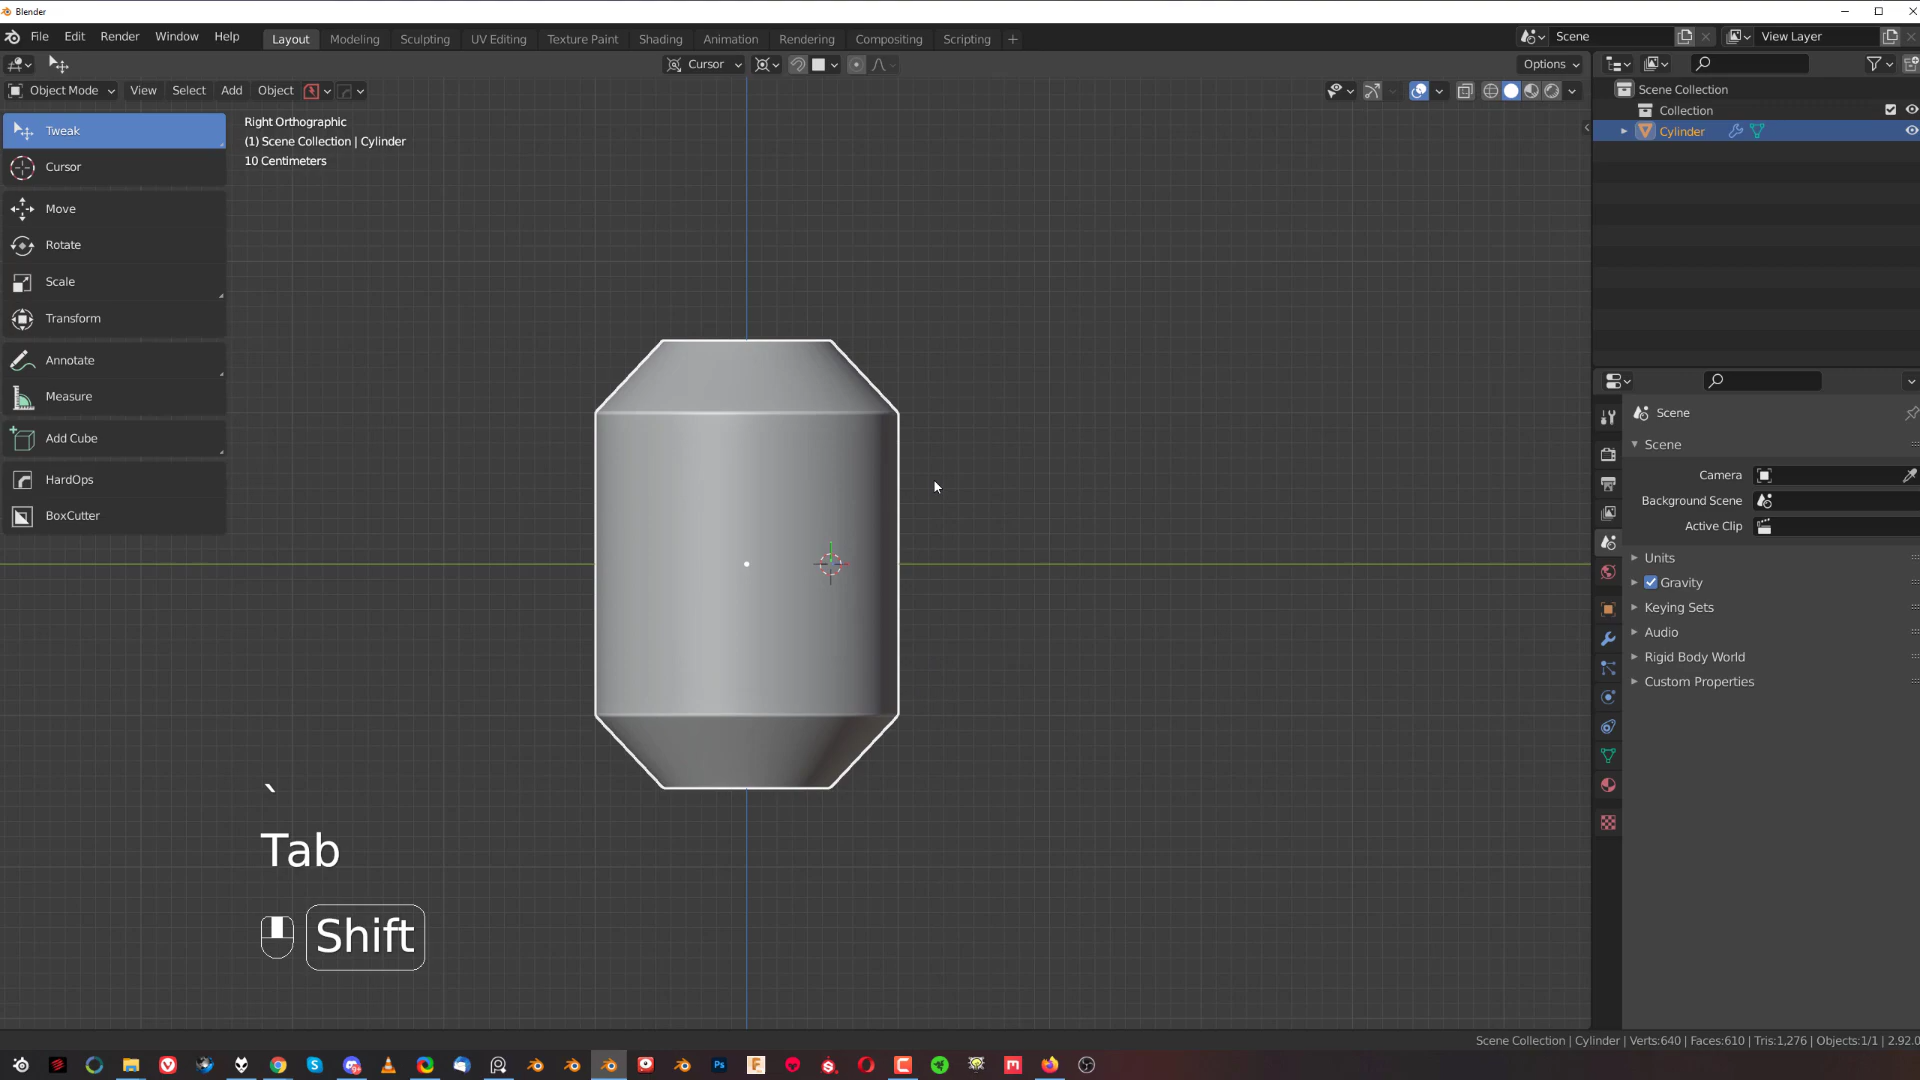 Blender
File Edit Render Window Help
Layout Modeling Sculpting UV Editing Texture Paint Shading Animation Rendering Compositing Scripting +
Scene
View Layer
Cursor
Options
Object Mode View Select Add Object
Tweak
Cursor
Move
Rotate
Scale
Transform
Annotate
Measure
Add Cube
HardOps
BoxCutter
Right Orthographic
(1) Scene Collection | Cylinder
10 Centimeters
`
Tab
Shift
Scene Collection
Collection
Cylinder
Scene
Scene
Camera
Background Scene
Active Clip
Units
Gravity
Keying Sets
Audio
Rigid Body World
Custom Properties
Scene Collection | Cylinder | Verts:640 | Faces:610 | Tris:1,276 | Objects:1/1 | 2.92.0